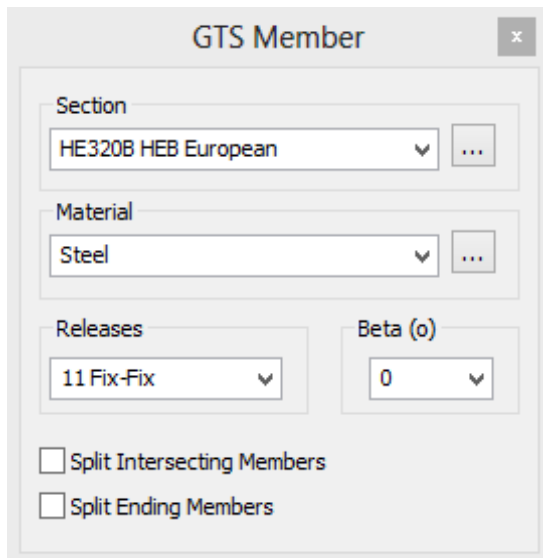 GTS Member
x
Section
HE320B HEB European
...
Material
Steel
...
Releases
Beta (o)
11 Fix-Fix
0
Split Intersecting Members
Split Ending Members